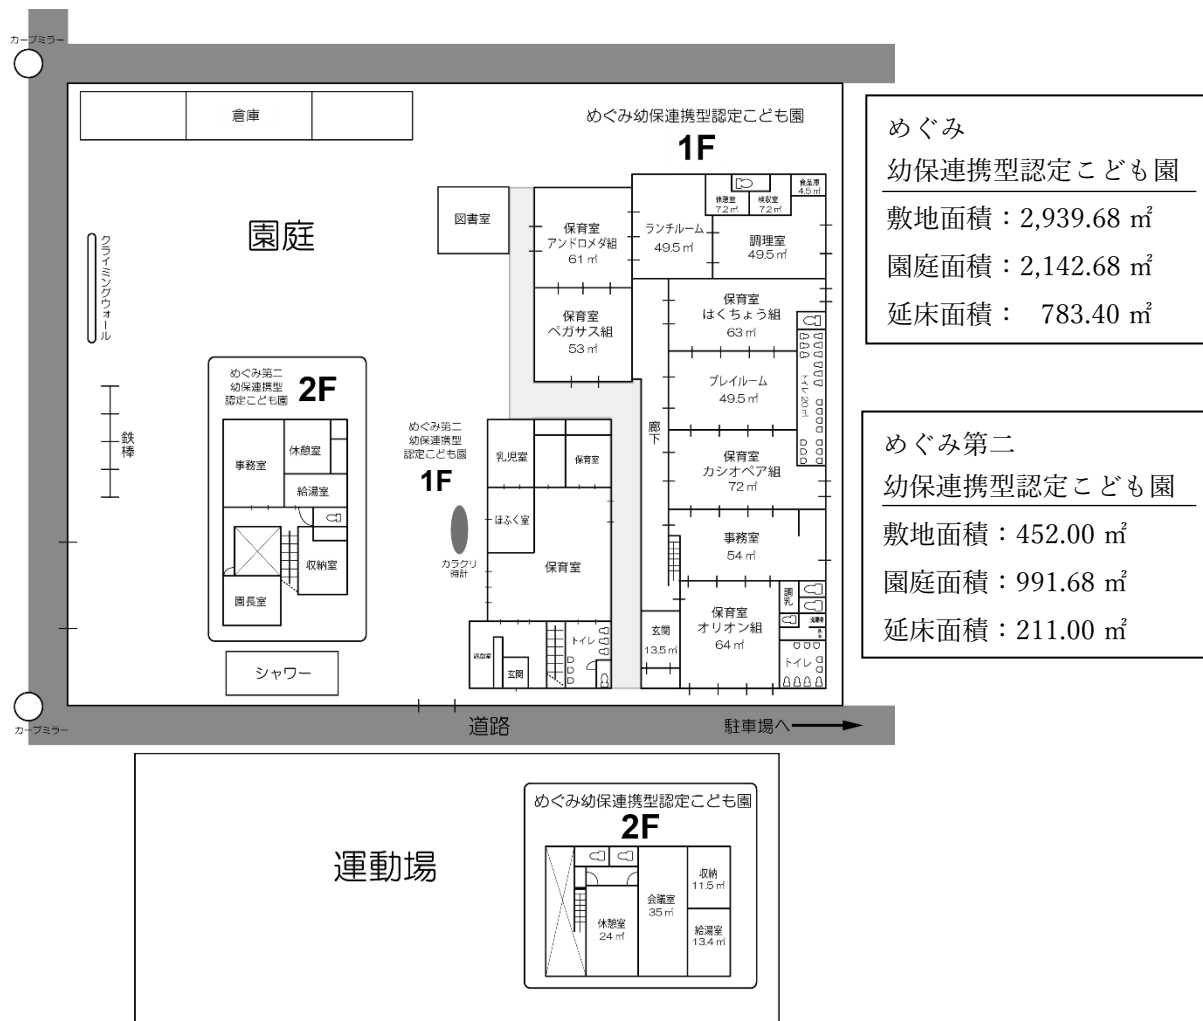 カーブミラー
倉庫
めぐみ幼保連携型認定こども園
1F
園庭
クライミングウォール
鉄棒
図書室
保育室
アンドロメダ組
61㎡
保育室
ペガサス組
53㎡
ランチルーム
49.5㎡
休憩室
7.2㎡
検収室
7.2㎡
食品庫
4.5㎡
調理室
49.5㎡
保育室
はくちょう組
63㎡
プレイルーム
49.5㎡
トイレ20㎡
廊下
保育室
カシオペア組
72㎡
事務室
54㎡
保育室
オリオン組
64㎡
調乳
トイレ
玄関
13.5㎡
めぐみ第二
幼保連携型
認定こども園
2F
事務室
休憩室
給湯室
収納室
園長室
シャワー
めぐみ第二
幼保連携型
認定こども園
1F
カラクリ
時計
乳児室
保育室
ほふく室
保育室
トイレ
玄関
カーブミラー
道路
駐車場へ
運動場
めぐみ幼保連携型認定こども園
2F
休憩室
24㎡
会議室
35㎡
収納
11.5㎡
給湯室
13.4㎡
めぐみ
幼保連携型認定こども園
敷地面積：2,939.68 ㎡
園庭面積：2,142.68 ㎡
延床面積： 783.40 ㎡
めぐみ第二
幼保連携型認定こども園
敷地面積：452.00 ㎡
園庭面積：991.68 ㎡
延床面積：211.00 ㎡